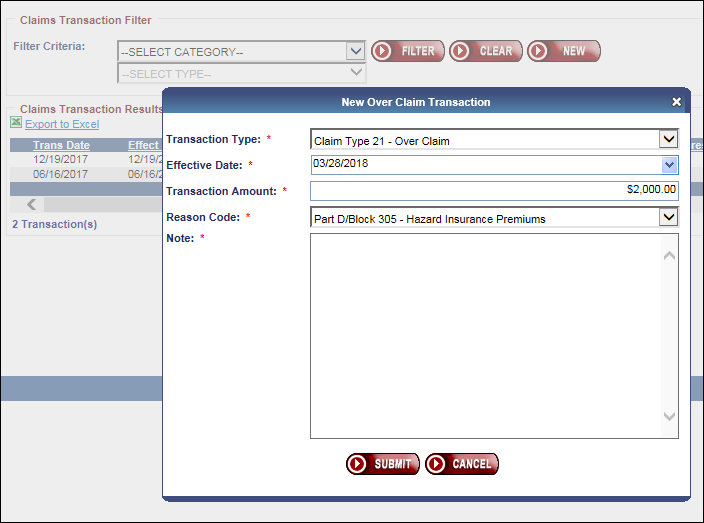 Claims Transaction Filter
Filter Criteria:
--SELECT CATEGORY--
FILTER
CLEAR
NEW
--SELECT TYPE--
New Over Claim Transaction
Claims Transaction Results
Export to Excel
Transaction Type: *
Claim Type 21 - Over Claim
Trans Date
Effect
Effective Date: *
03/28/2018
12/19/2017
12/19/2
06/16/2017
06/16/2
Transaction Amount: *
$2,000.00
Reason Code: *
Part D/Block 305 - Hazard Insurance Premiums
2 Transaction(s)
Note: *
SUBMIT
CANCEL